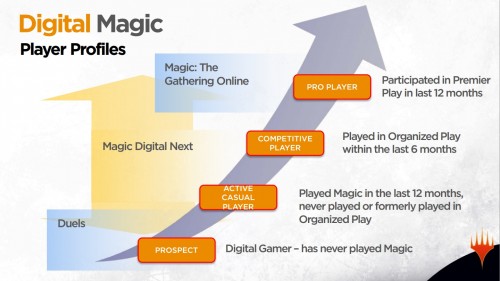 Digital Magic
Player Profiles
Magic: The
Gathering Online
PRO PLAYER
Participated in Premier
Play in last 12 months
Magic Digital Next
COMPETITIVE
PLAYER
Played in Organized Play
within the last 6 months
ACTIVE
CASUAL
PLAYER
Played Magic in the last 12 months,
never played or formerly played in
Organized Play
Duels
PROSPECT
Digital Gamer – has never played Magic